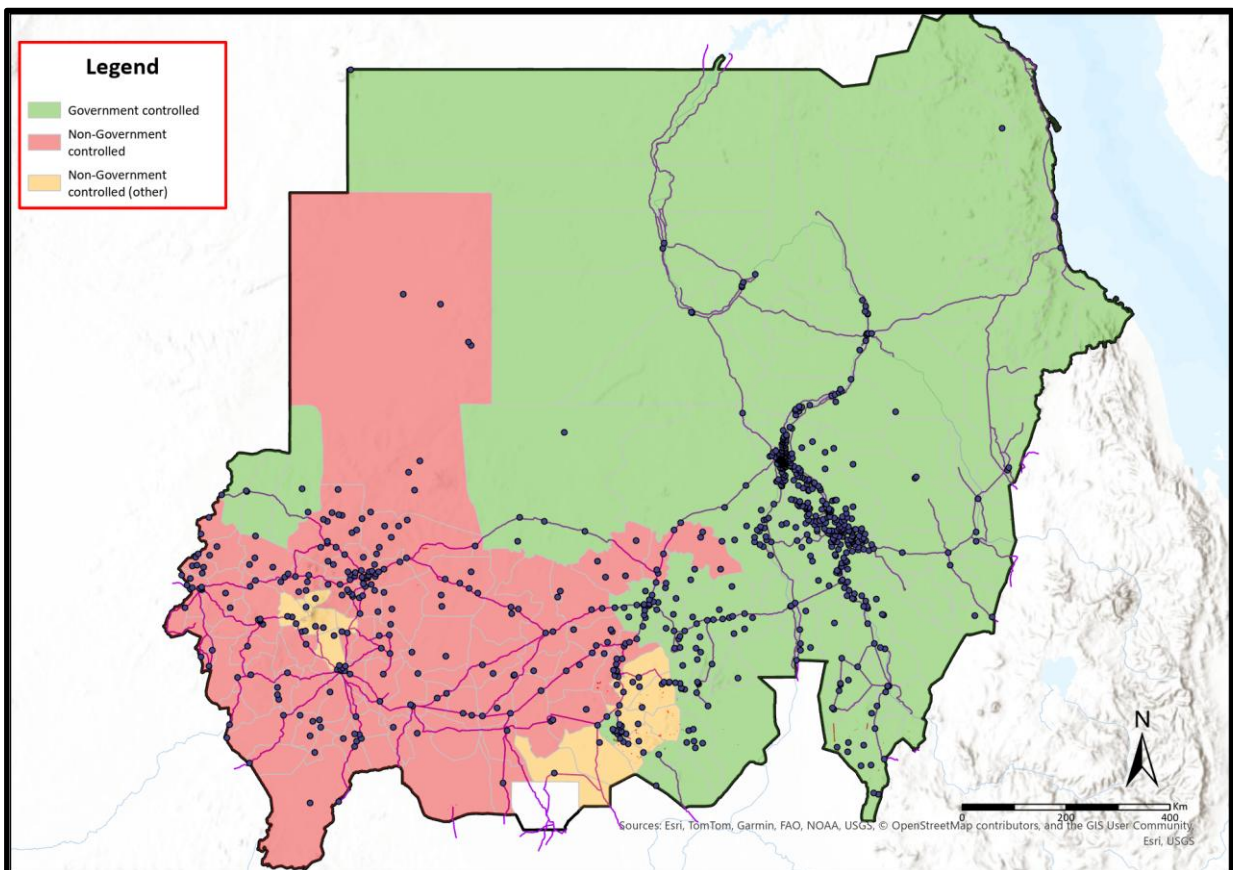 Legend
Government controlled
Non-Government
controlled
Non-Government
controlled (other)
N
Km
0
200
400
Sources: Esri, TomTom, Garmin, FAO, NOAA, USGS, © OpenStreetMap contributors, and the GIS User Community,
Esri, USGS